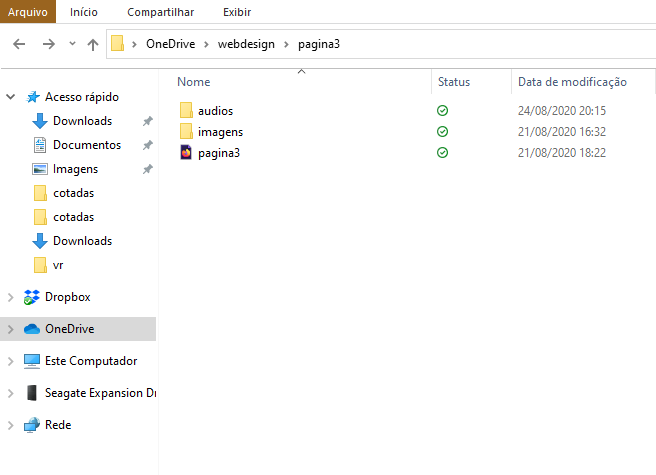 Arquivo Início Compartilhar Exibir
OneDrive webdesign pagina3
Nome Status Data de modificação
Acesso rápido
Downloads
Documentos
Imagens
cotadas
cotadas
Downloads
vr
Dropbox
OneDrive
Este Computador
Seagate Expansion Dr
Rede
audios 24/08/2020 20:15
imagens 21/08/2020 16:32
pagina3 21/08/2020 18:22